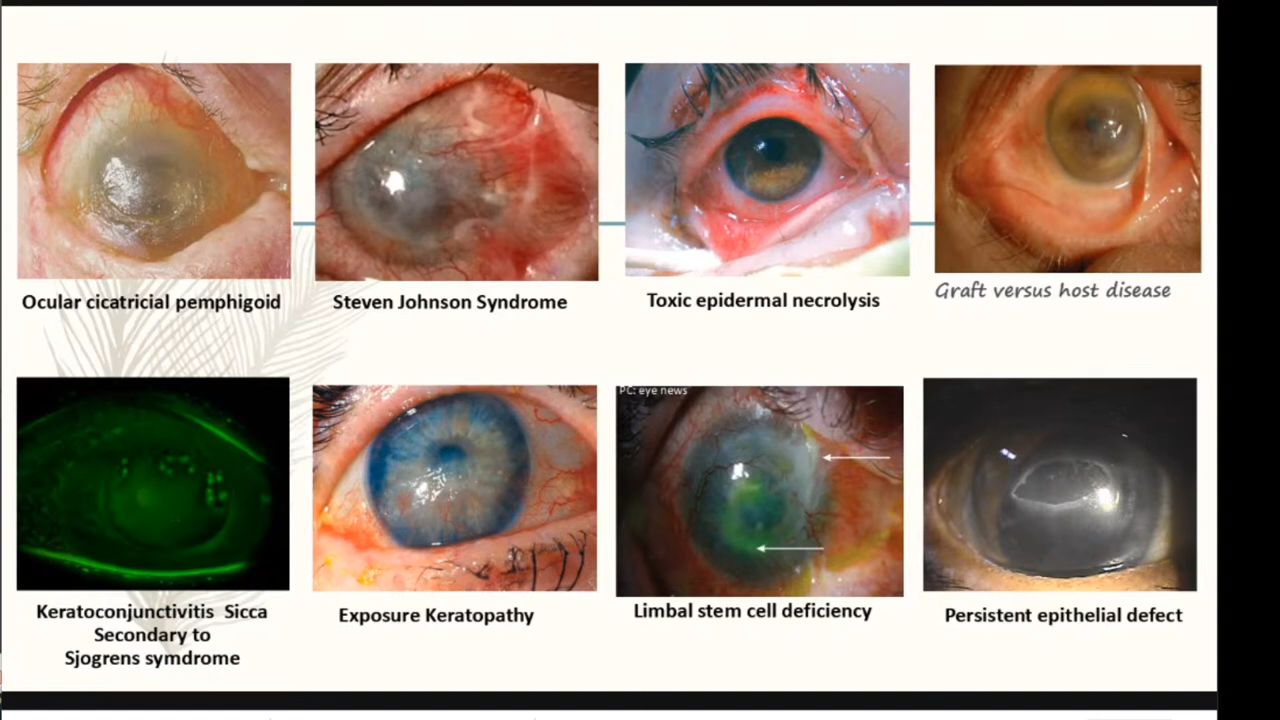 Ocular cicatricial pemphigoid
Steven Johnson Syndrome
Toxic epidermal necrolysis
Graft versus host disease
PC: eye news
Keratoconjunctivitis Sicca
Secondary to
Sjogrens symdrome
Exposure Keratopathy
Limbal stem cell deficiency
Persistent epithelial defect